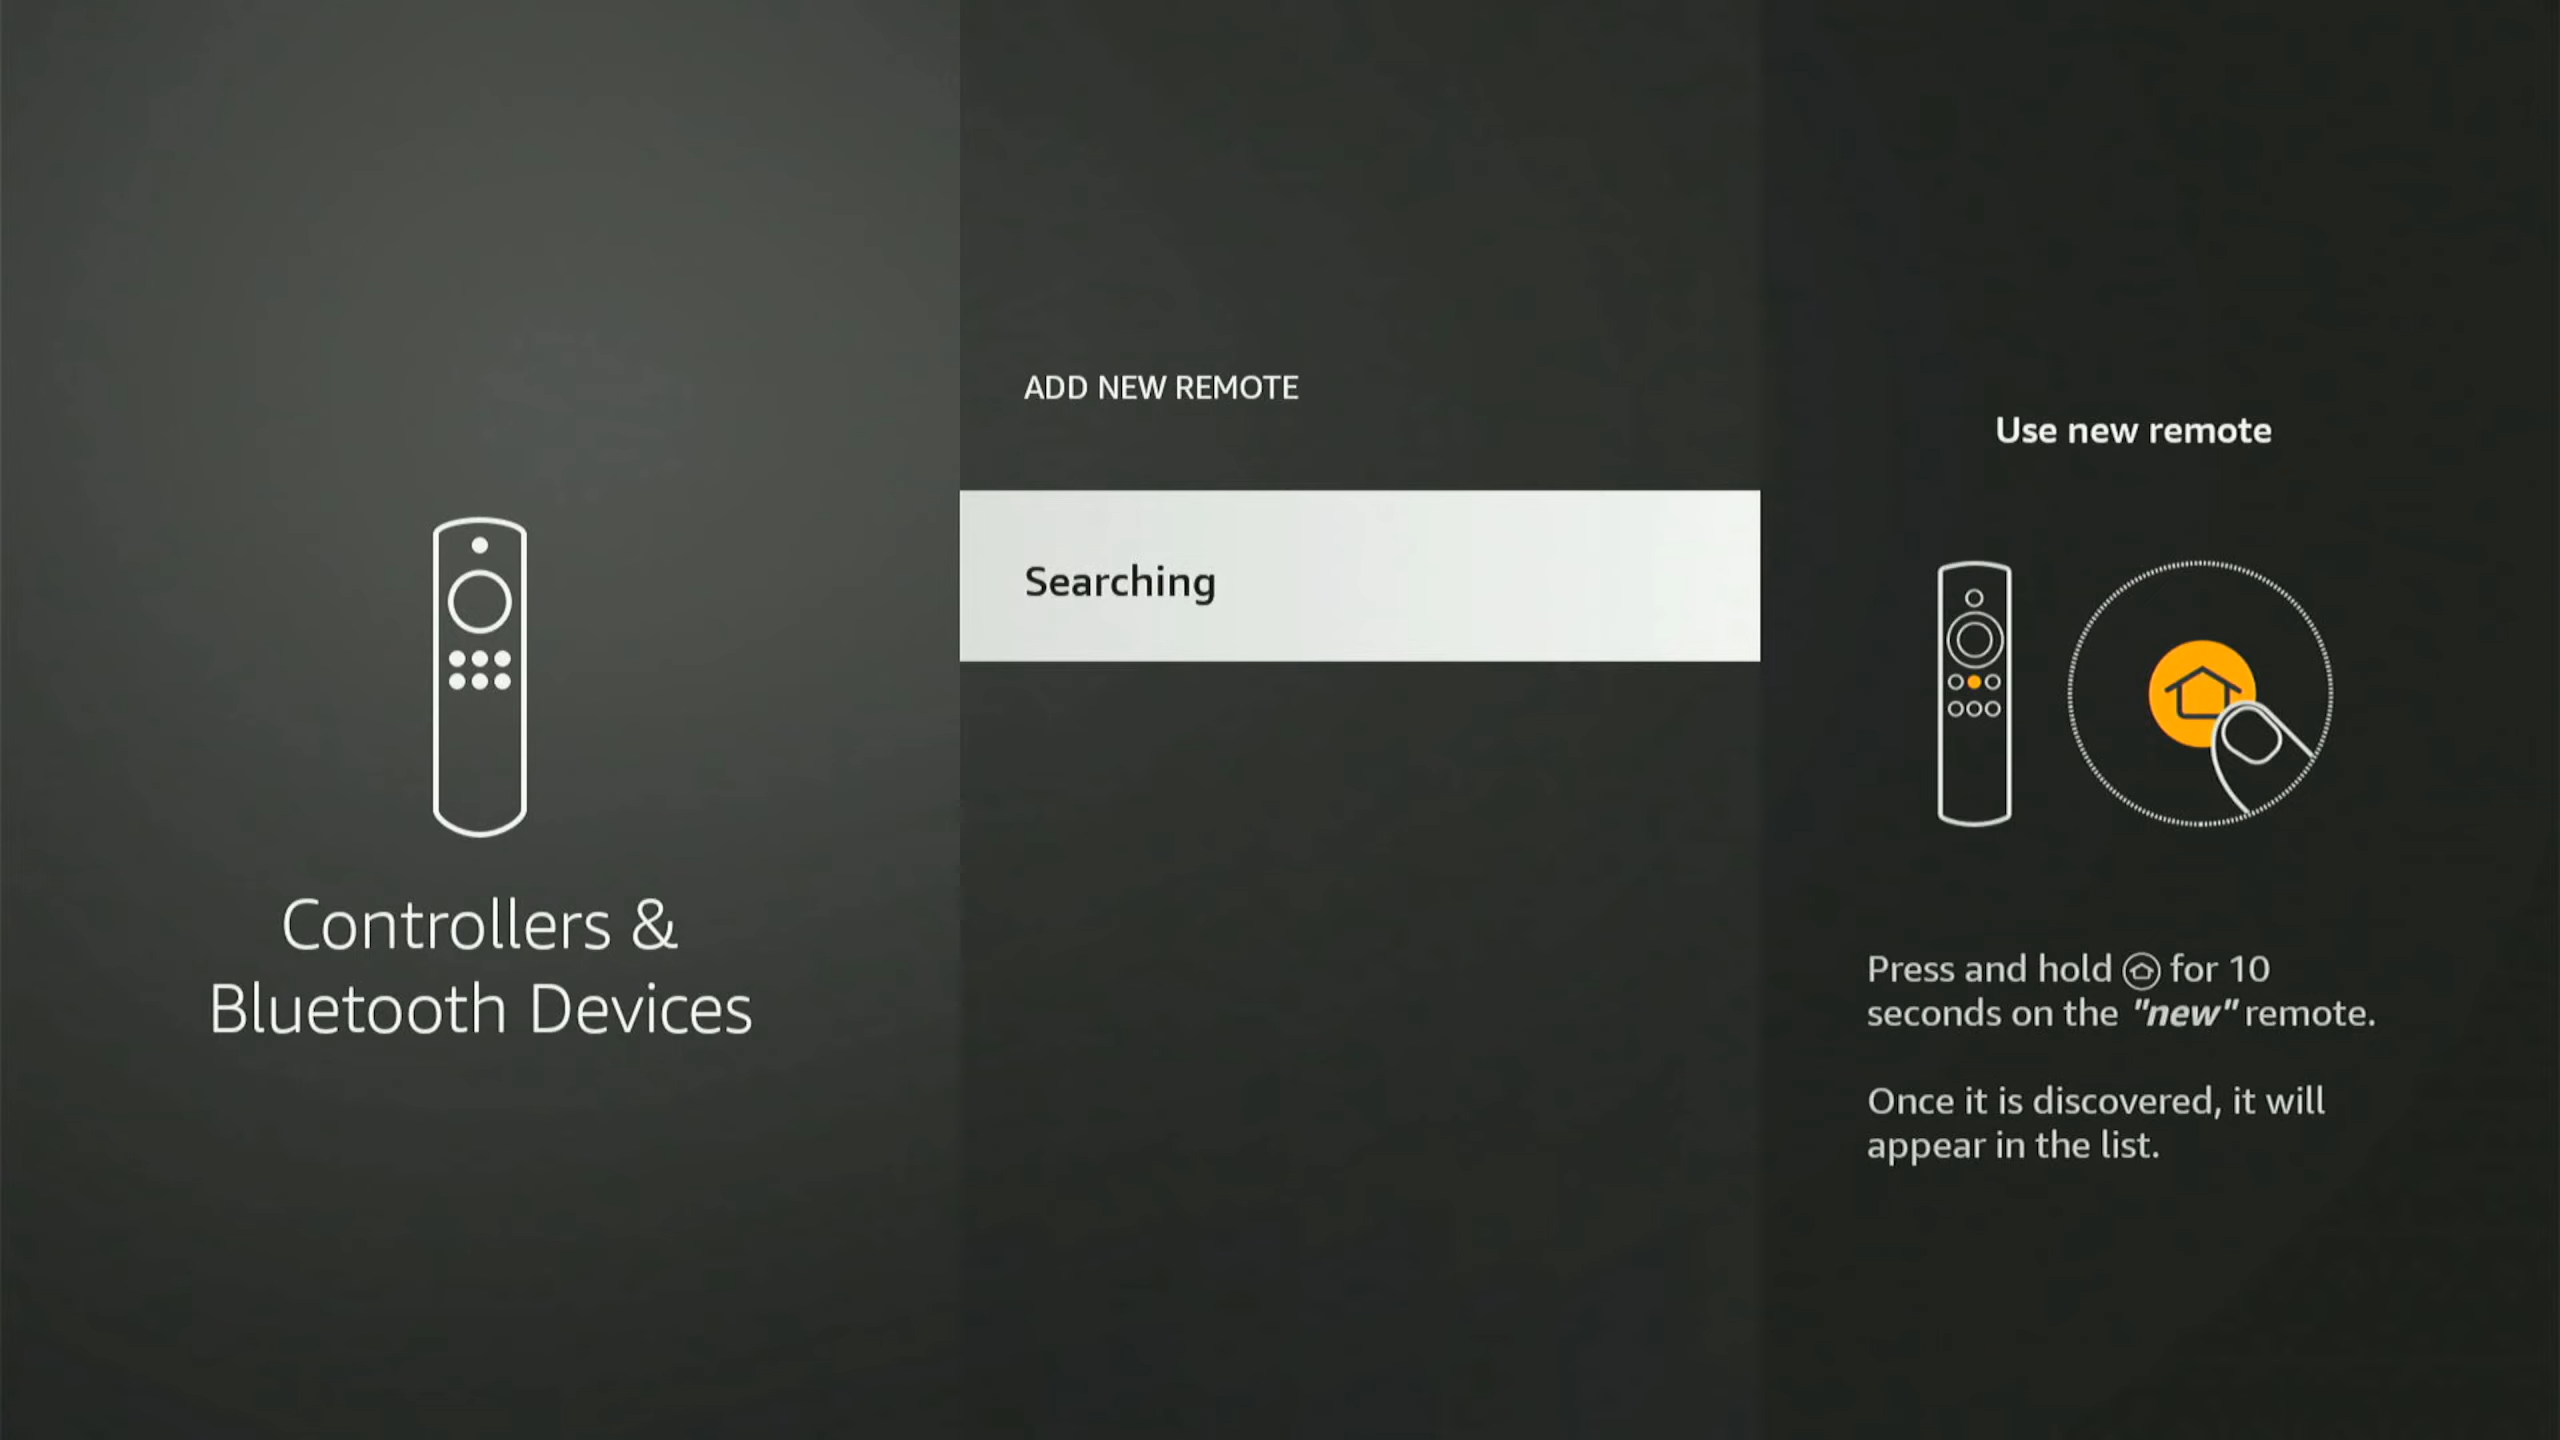 Controllers &
Bluetooth Devices
ADD NEW REMOTE
Searching
Use new remote
Press and hold for 10
seconds on the "new" remote.
Once it is discovered, it will
appear in the list.